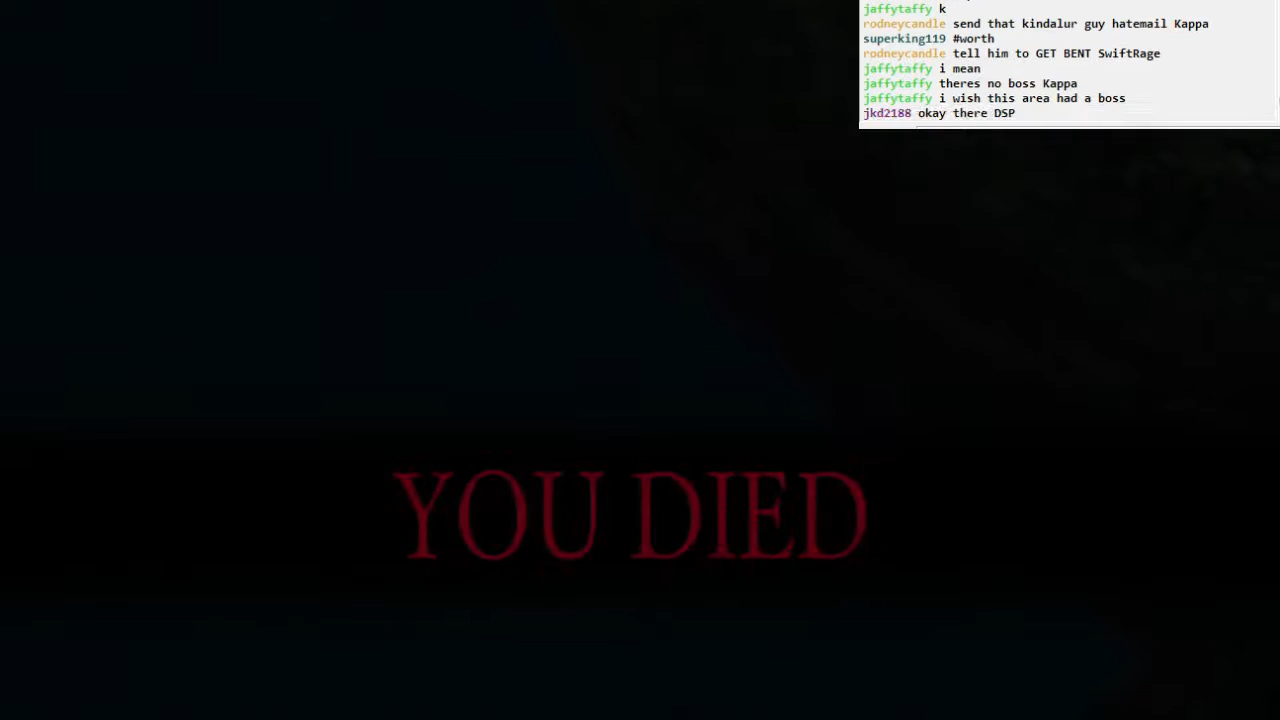 jaffytaffy k
rodneycandle send that kindalur guy hatemail Kappa
superking119 #worth
rodneycandle tell him to GET BENT SwiftRage
jaffytaffy i mean
jaffytaffy theres no boss Kappa
jaffytaffy i wish this area had a boss
jkd2188 okay there DSP
YOU DIED